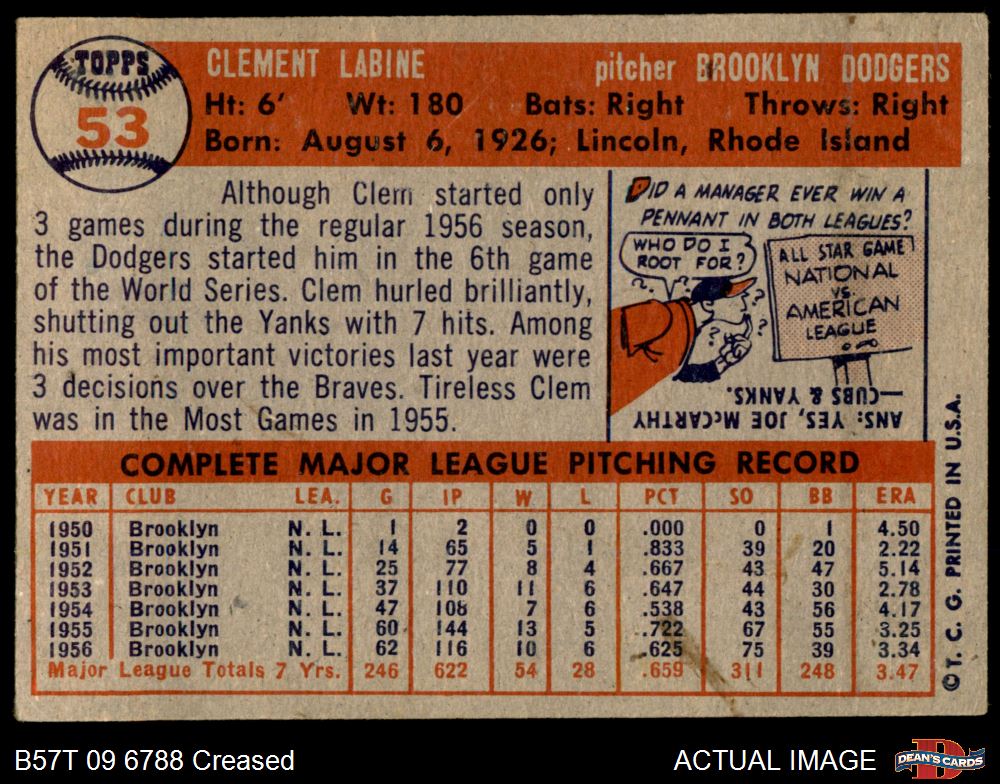 TOPPS
53
CLEMENT LABINE pitcher BROOKLYN DODGERS
Ht: 6' Wt: 180 Bats: Right Throws: Right
Born: August 6, 1926; Lincoln, Rhode Island
Although Clem started only
3 games during the regular 1956 season,
the Dodgers started him in the 6th game
of the World Series. Clem hurled brilliantly,
shutting out the Yanks with 7 hits. Among
his most important victories last year were
3 decisions over the Braves. Tireless Clem
was in the Most Games in 1955.
DID A MANAGER EVER WIN A
PENNANT IN BOTH LEAGUES?
WHO DO I
ROOT FOR?
ALL STAR GAME
NATIONAL
VS.
AMERICAN
LEAGUE
ANS: YES, JOE McCARTHY
—CUBS & YANKS.
COMPLETE MAJOR LEAGUE PITCHING RECORD
YEAR CLUB LEA. G IP W L PCT SO BB ERA
1950 Brooklyn N. L. 1 2 0 0 .000 0 1 4.50
1951 Brooklyn N. L. 14 65 5 1 .833 39 20 2.22
1952 Brooklyn N. L. 25 77 8 4 .667 43 47 5.14
1953 Brooklyn N. L. 37 110 11 6 .647 44 30 2.78
1954 Brooklyn N. L. 47 108 7 6 .538 43 56 4.17
1955 Brooklyn N. L. 60 144 13 5 .722 67 55 3.25
1956 Brooklyn N. L. 62 116 10 6 .625 75 39 3.34
Major League Totals 7 Yrs. 246 622 54 28 .659 311 248 3.47
© T. C. G. PRINTED IN U.S.A.
B57T 09 6788 Creased
ACTUAL IMAGE
DEAN'S CARDS